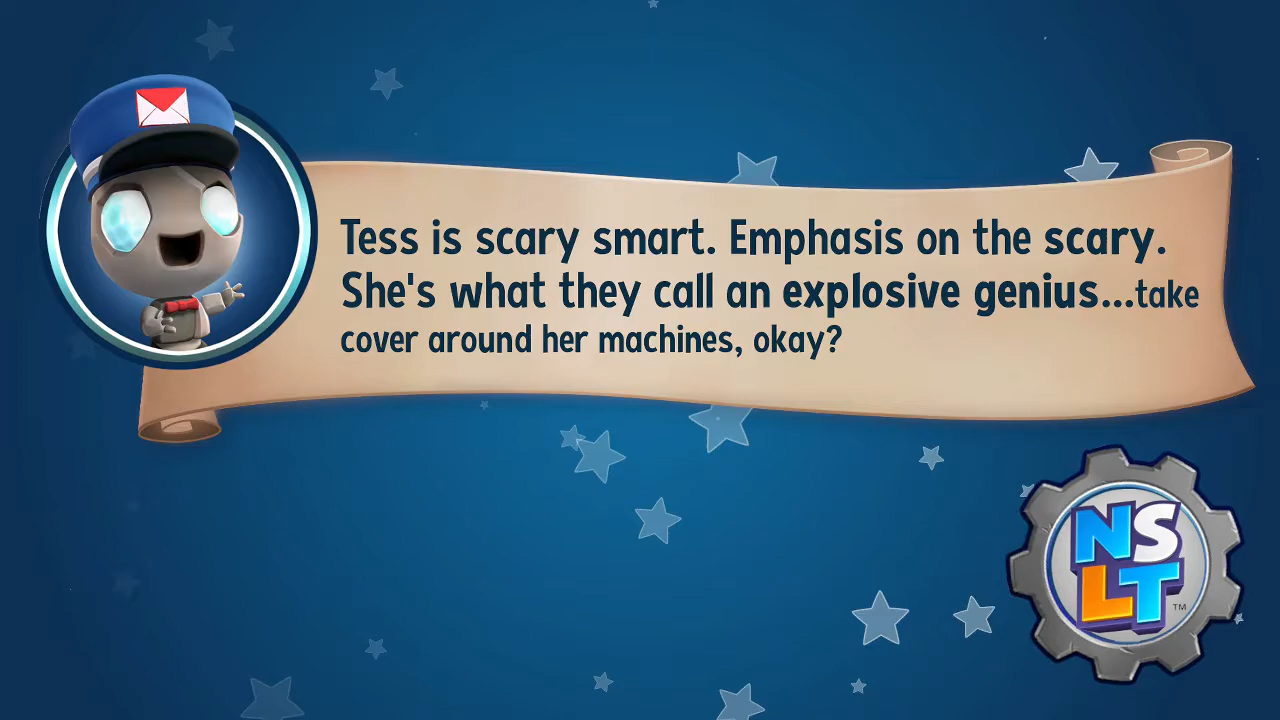 Tess is scary smart. Emphasis on the scary.
She's what they call an explosive genius...take
cover around her machines, okay?
NS
LT
TM